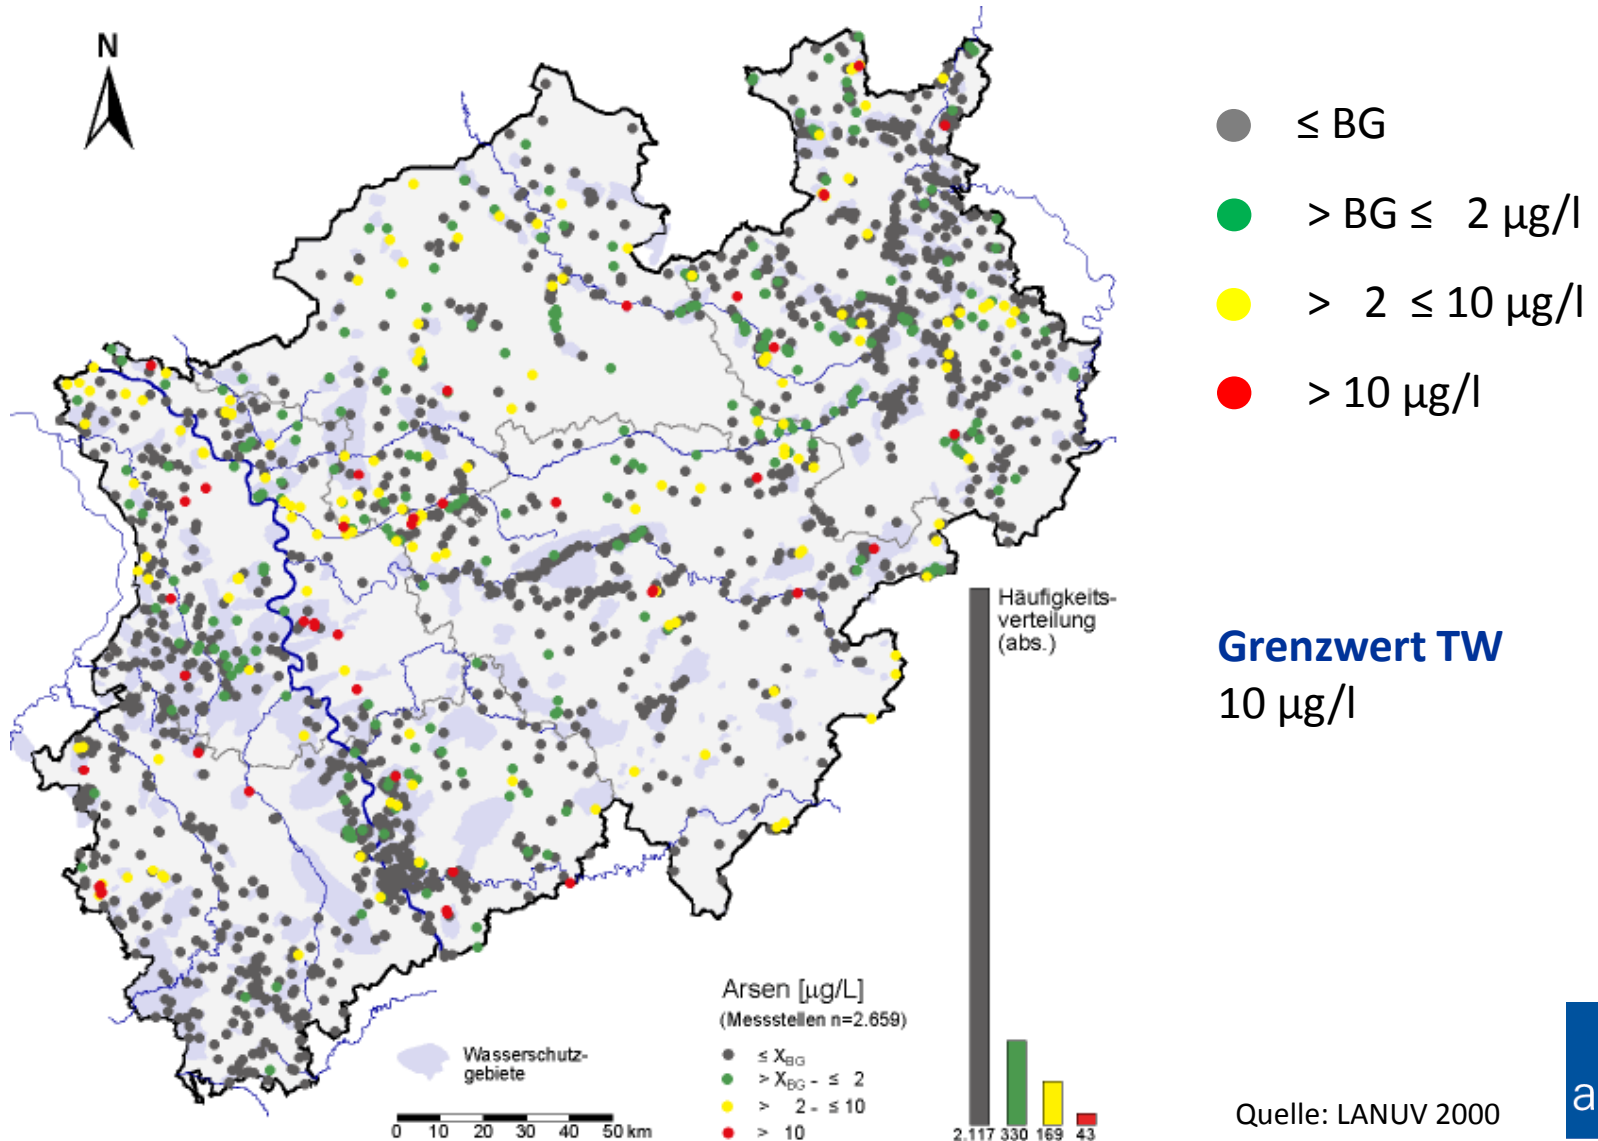 N
≤ BG
> BG ≤ 2 µg/l
> 2 ≤ 10 µg/l
> 10 µg/l
Häufigkeits-
verteilung
(abs.)
Grenzwert TW
10 µg/l
Arsen [µg/L]
(Messstellen n=2.659)
≤ XBG
> XBG - ≤ 2
> 2 - ≤ 10
> 10
Wasserschutz-
gebiete
0 10 20 30 40 50 km
2.117 330 169 43
Quelle: LANUV 2000
a